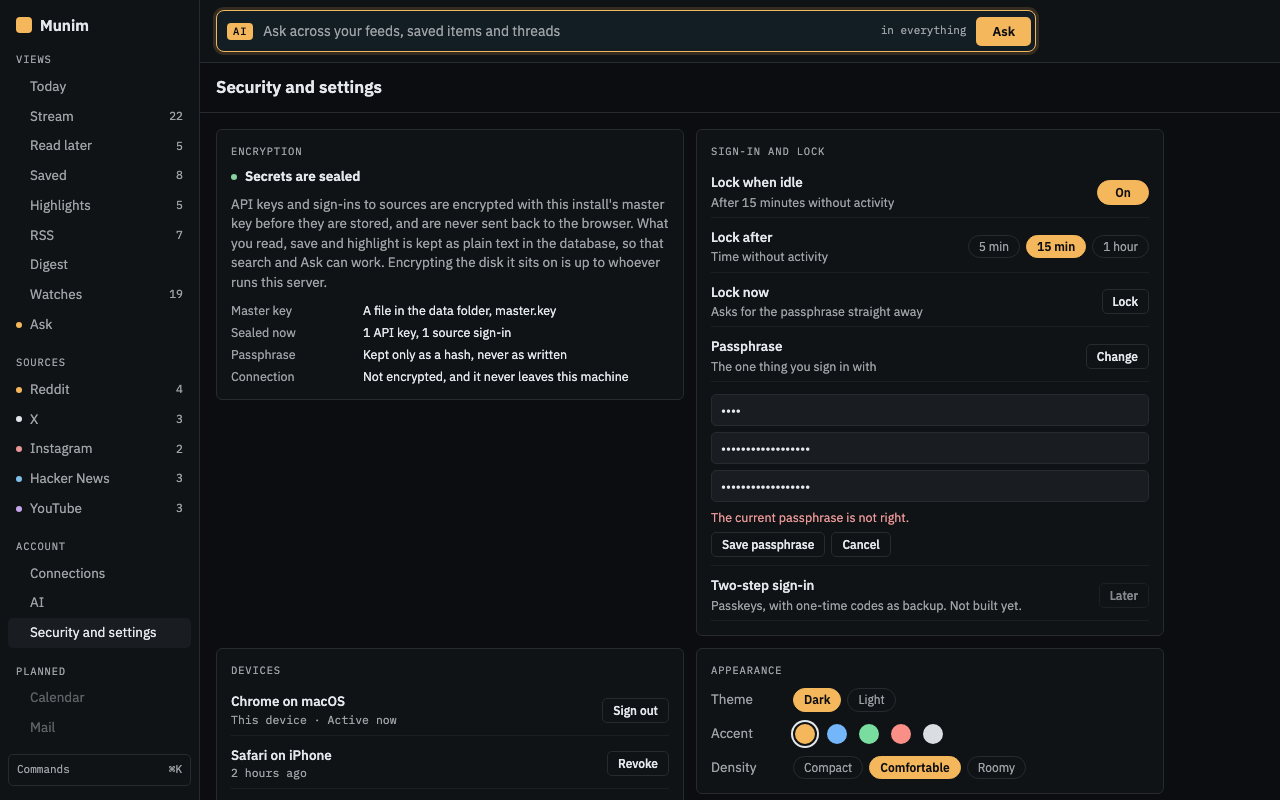 Munim
VIEWS
Today
Stream 22
Read later 5
Saved 8
Highlights 5
RSS 7
Digest
Watches 19
Ask
SOURCES
Reddit 4
X 3
Instagram 2
Hacker News 3
YouTube 3
ACCOUNT
Connections
AI
Security and settings
PLANNED
Calendar
Mail
Commands ⌘K
AI Ask across your feeds, saved items and threads in everything Ask
Security and settings
ENCRYPTION
Secrets are sealed
API keys and sign-ins to sources are encrypted with this install's master
key before they are stored, and are never sent back to the browser. What
you read, save and highlight is kept as plain text in the database, so that
search and Ask can work. Encrypting the disk it sits on is up to whoever
runs this server.
Master key A file in the data folder, master.key
Sealed now 1 API key, 1 source sign-in
Passphrase Kept only as a hash, never as written
Connection Not encrypted, and it never leaves this machine
SIGN-IN AND LOCK
Lock when idle
After 15 minutes without activity
On
Lock after
Time without activity
5 min 15 min 1 hour
Lock now
Asks for the passphrase straight away
Lock
Passphrase
The one thing you sign in with
Change
••••
••••••••••••••••••
••••••••••••••••••
The current passphrase is not right.
Save passphrase Cancel
Two-step sign-in
Passkeys, with one-time codes as backup. Not built yet.
Later
DEVICES
Chrome on macOS
This device · Active now
Sign out
Safari on iPhone
2 hours ago
Revoke
APPEARANCE
Theme Dark Light
Accent
Density Compact Comfortable Roomy